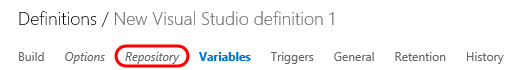 Definitions / New Visual Studio definition 1
Build Options Repository Variables Triggers General Retention History